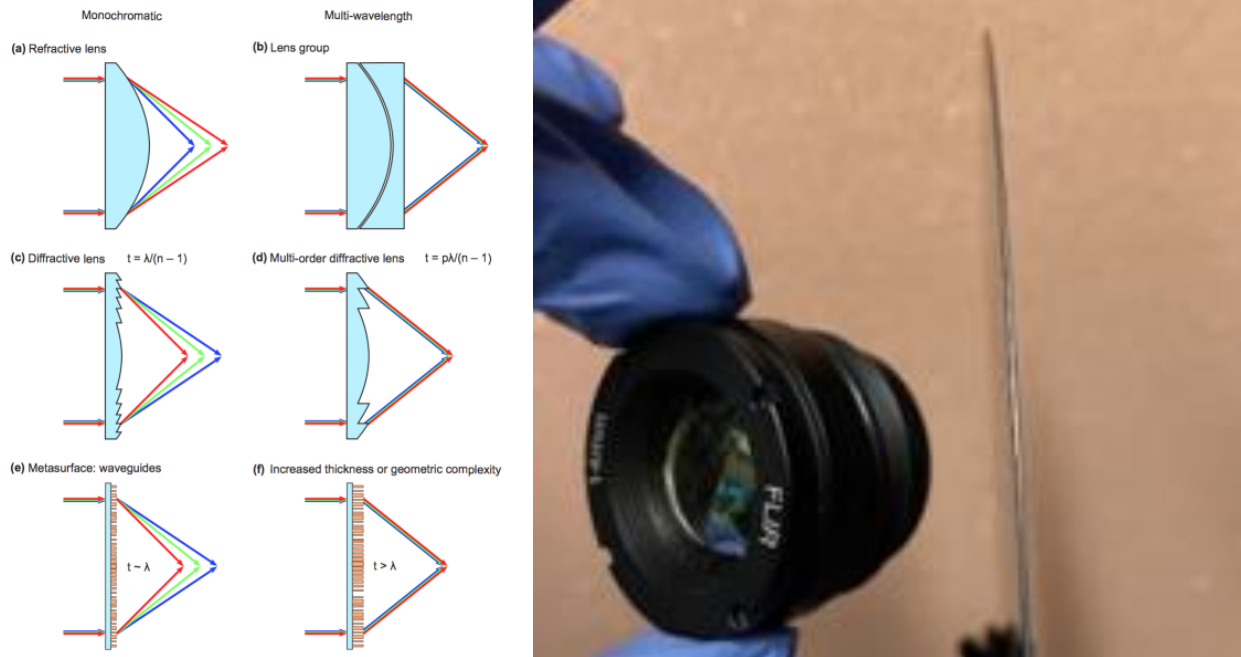 Monochromatic
Multi-wavelength
(a) Refractive lens
(b) Lens group
(c) Diffractive lens t = λ/(n − 1)
(d) Multi-order diffractive lens t = pλ/(n − 1)
(e) Metasurface: waveguides
(f) Increased thickness or geometric complexity
t ~ λ
t > λ
FLIR